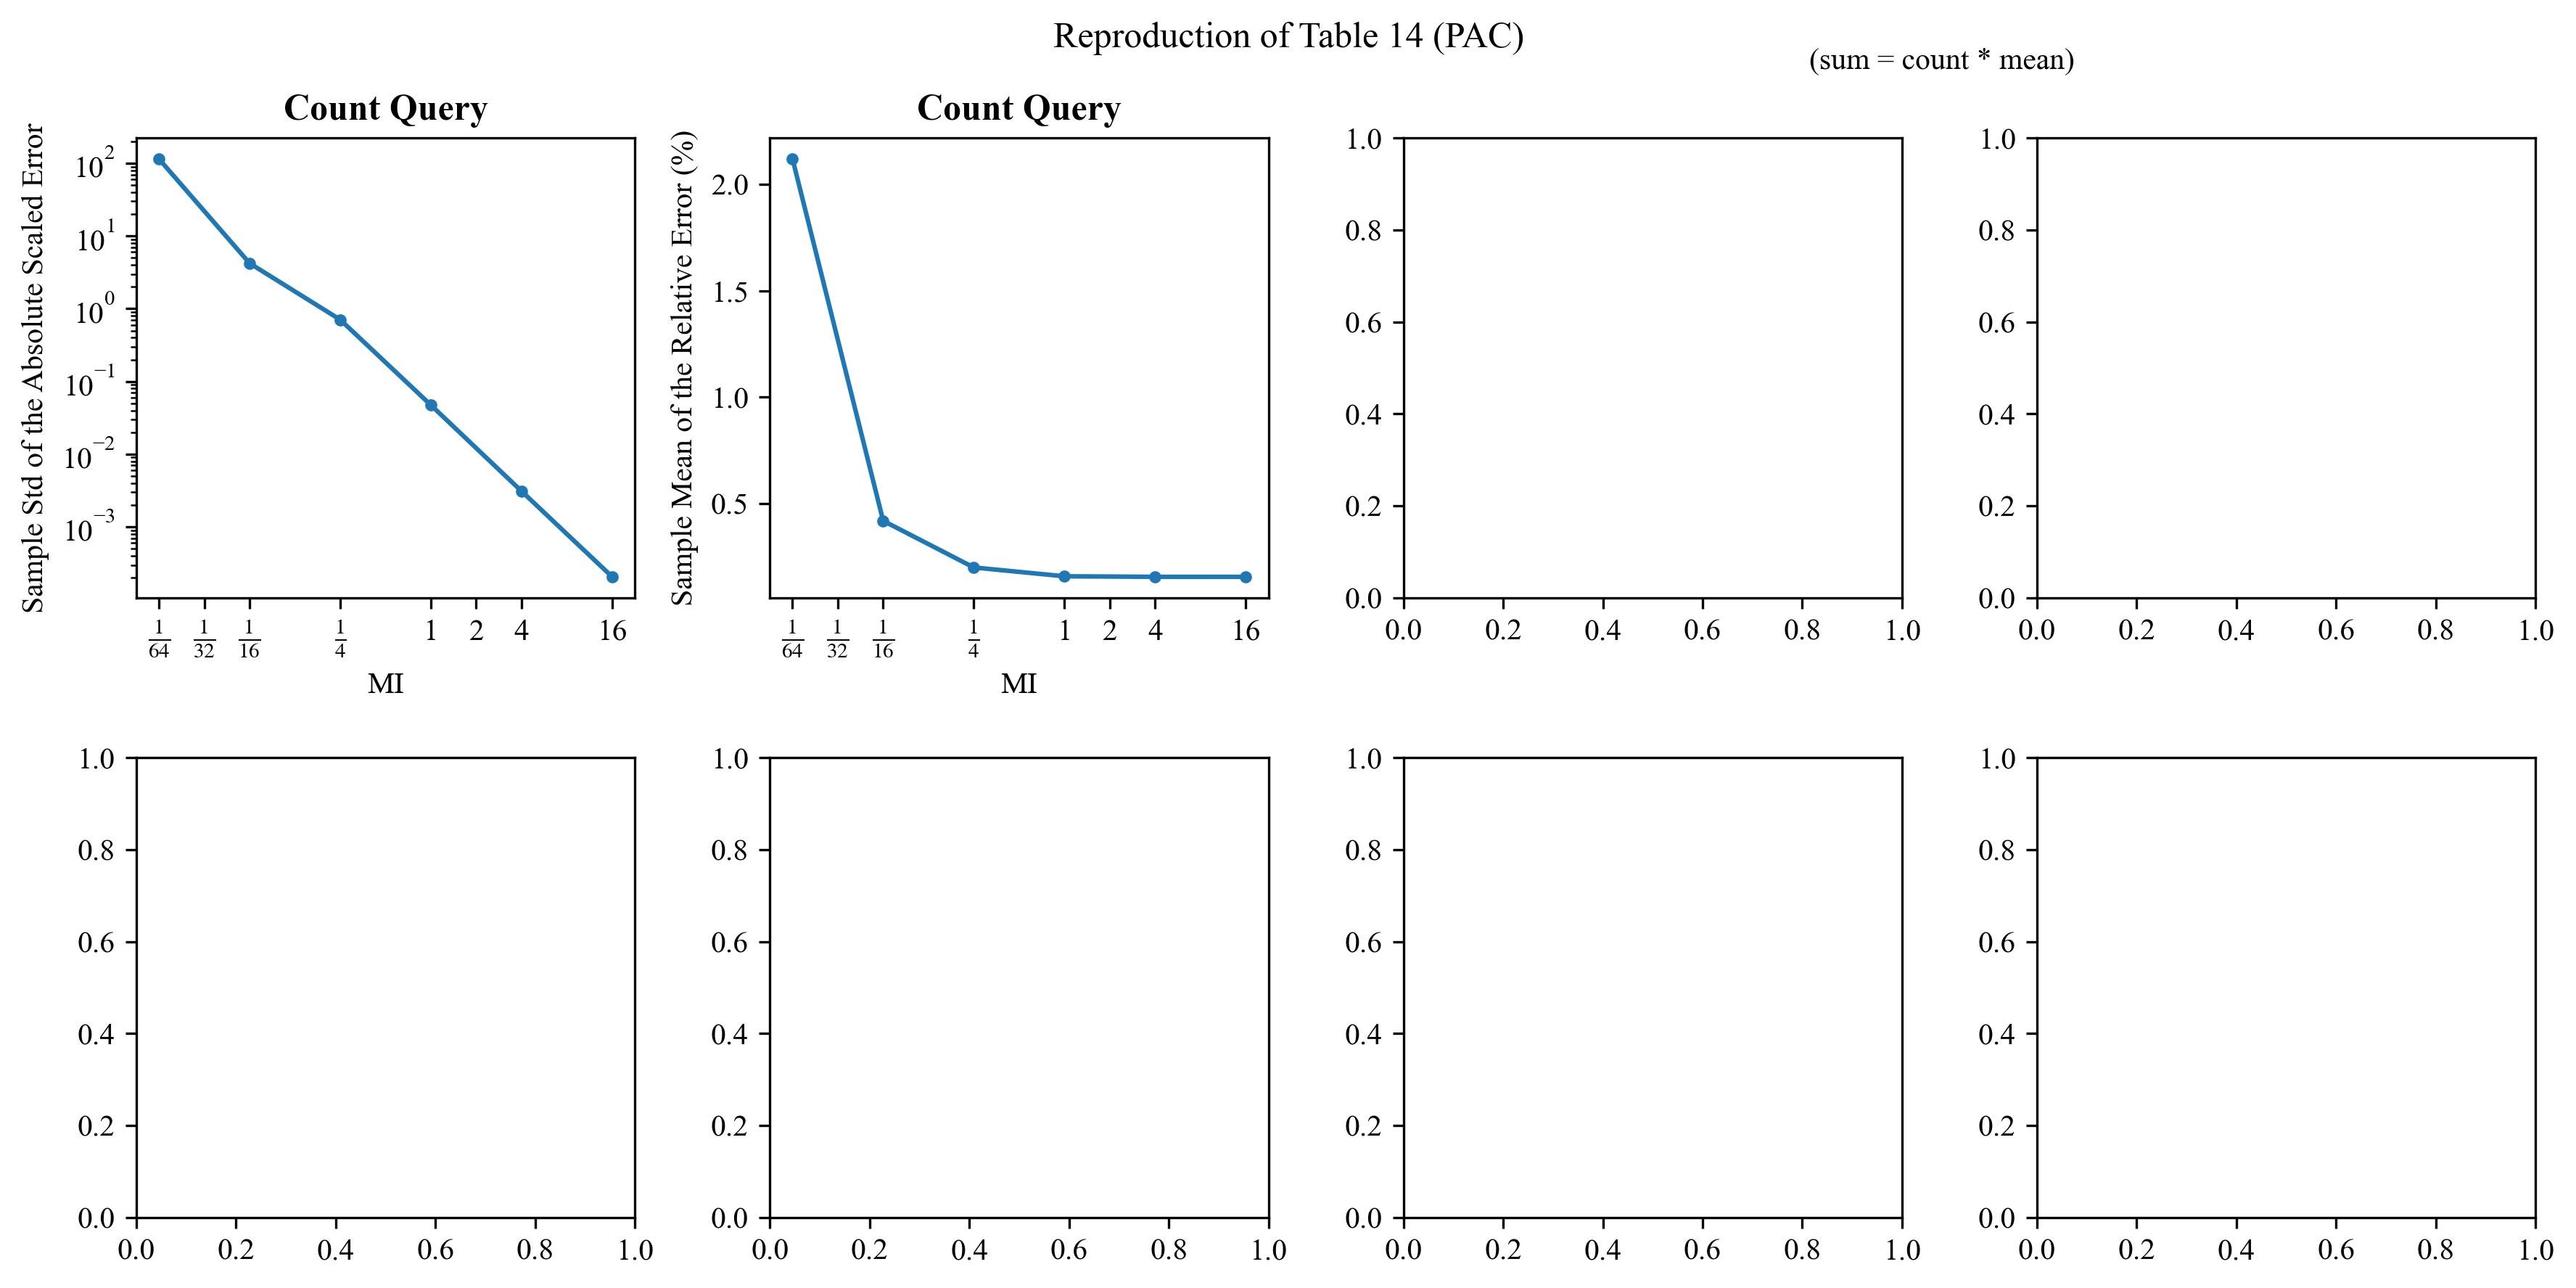 Reproduction of Table 14 (PAC)
(sum = count * mean)
Count Query
Sample Std of the Absolute Scaled Error
10^2
10^1
10^0
10^−1
10^−2
10^−3
1/64 1/32 1/16 1/4 1 2 4 16
MI
Count Query
Sample Mean of the Relative Error (%)
2.0
1.5
1.0
0.5
1/64 1/32 1/16 1/4 1 2 4 16
MI
1.0
0.8
0.6
0.4
0.2
0.0
0.0 0.2 0.4 0.6 0.8 1.0
1.0
0.8
0.6
0.4
0.2
0.0
0.0 0.2 0.4 0.6 0.8 1.0
1.0
0.8
0.6
0.4
0.2
0.0
0.0 0.2 0.4 0.6 0.8 1.0
1.0
0.8
0.6
0.4
0.2
0.0
0.0 0.2 0.4 0.6 0.8 1.0
1.0
0.8
0.6
0.4
0.2
0.0
0.0 0.2 0.4 0.6 0.8 1.0
1.0
0.8
0.6
0.4
0.2
0.0
0.0 0.2 0.4 0.6 0.8 1.0